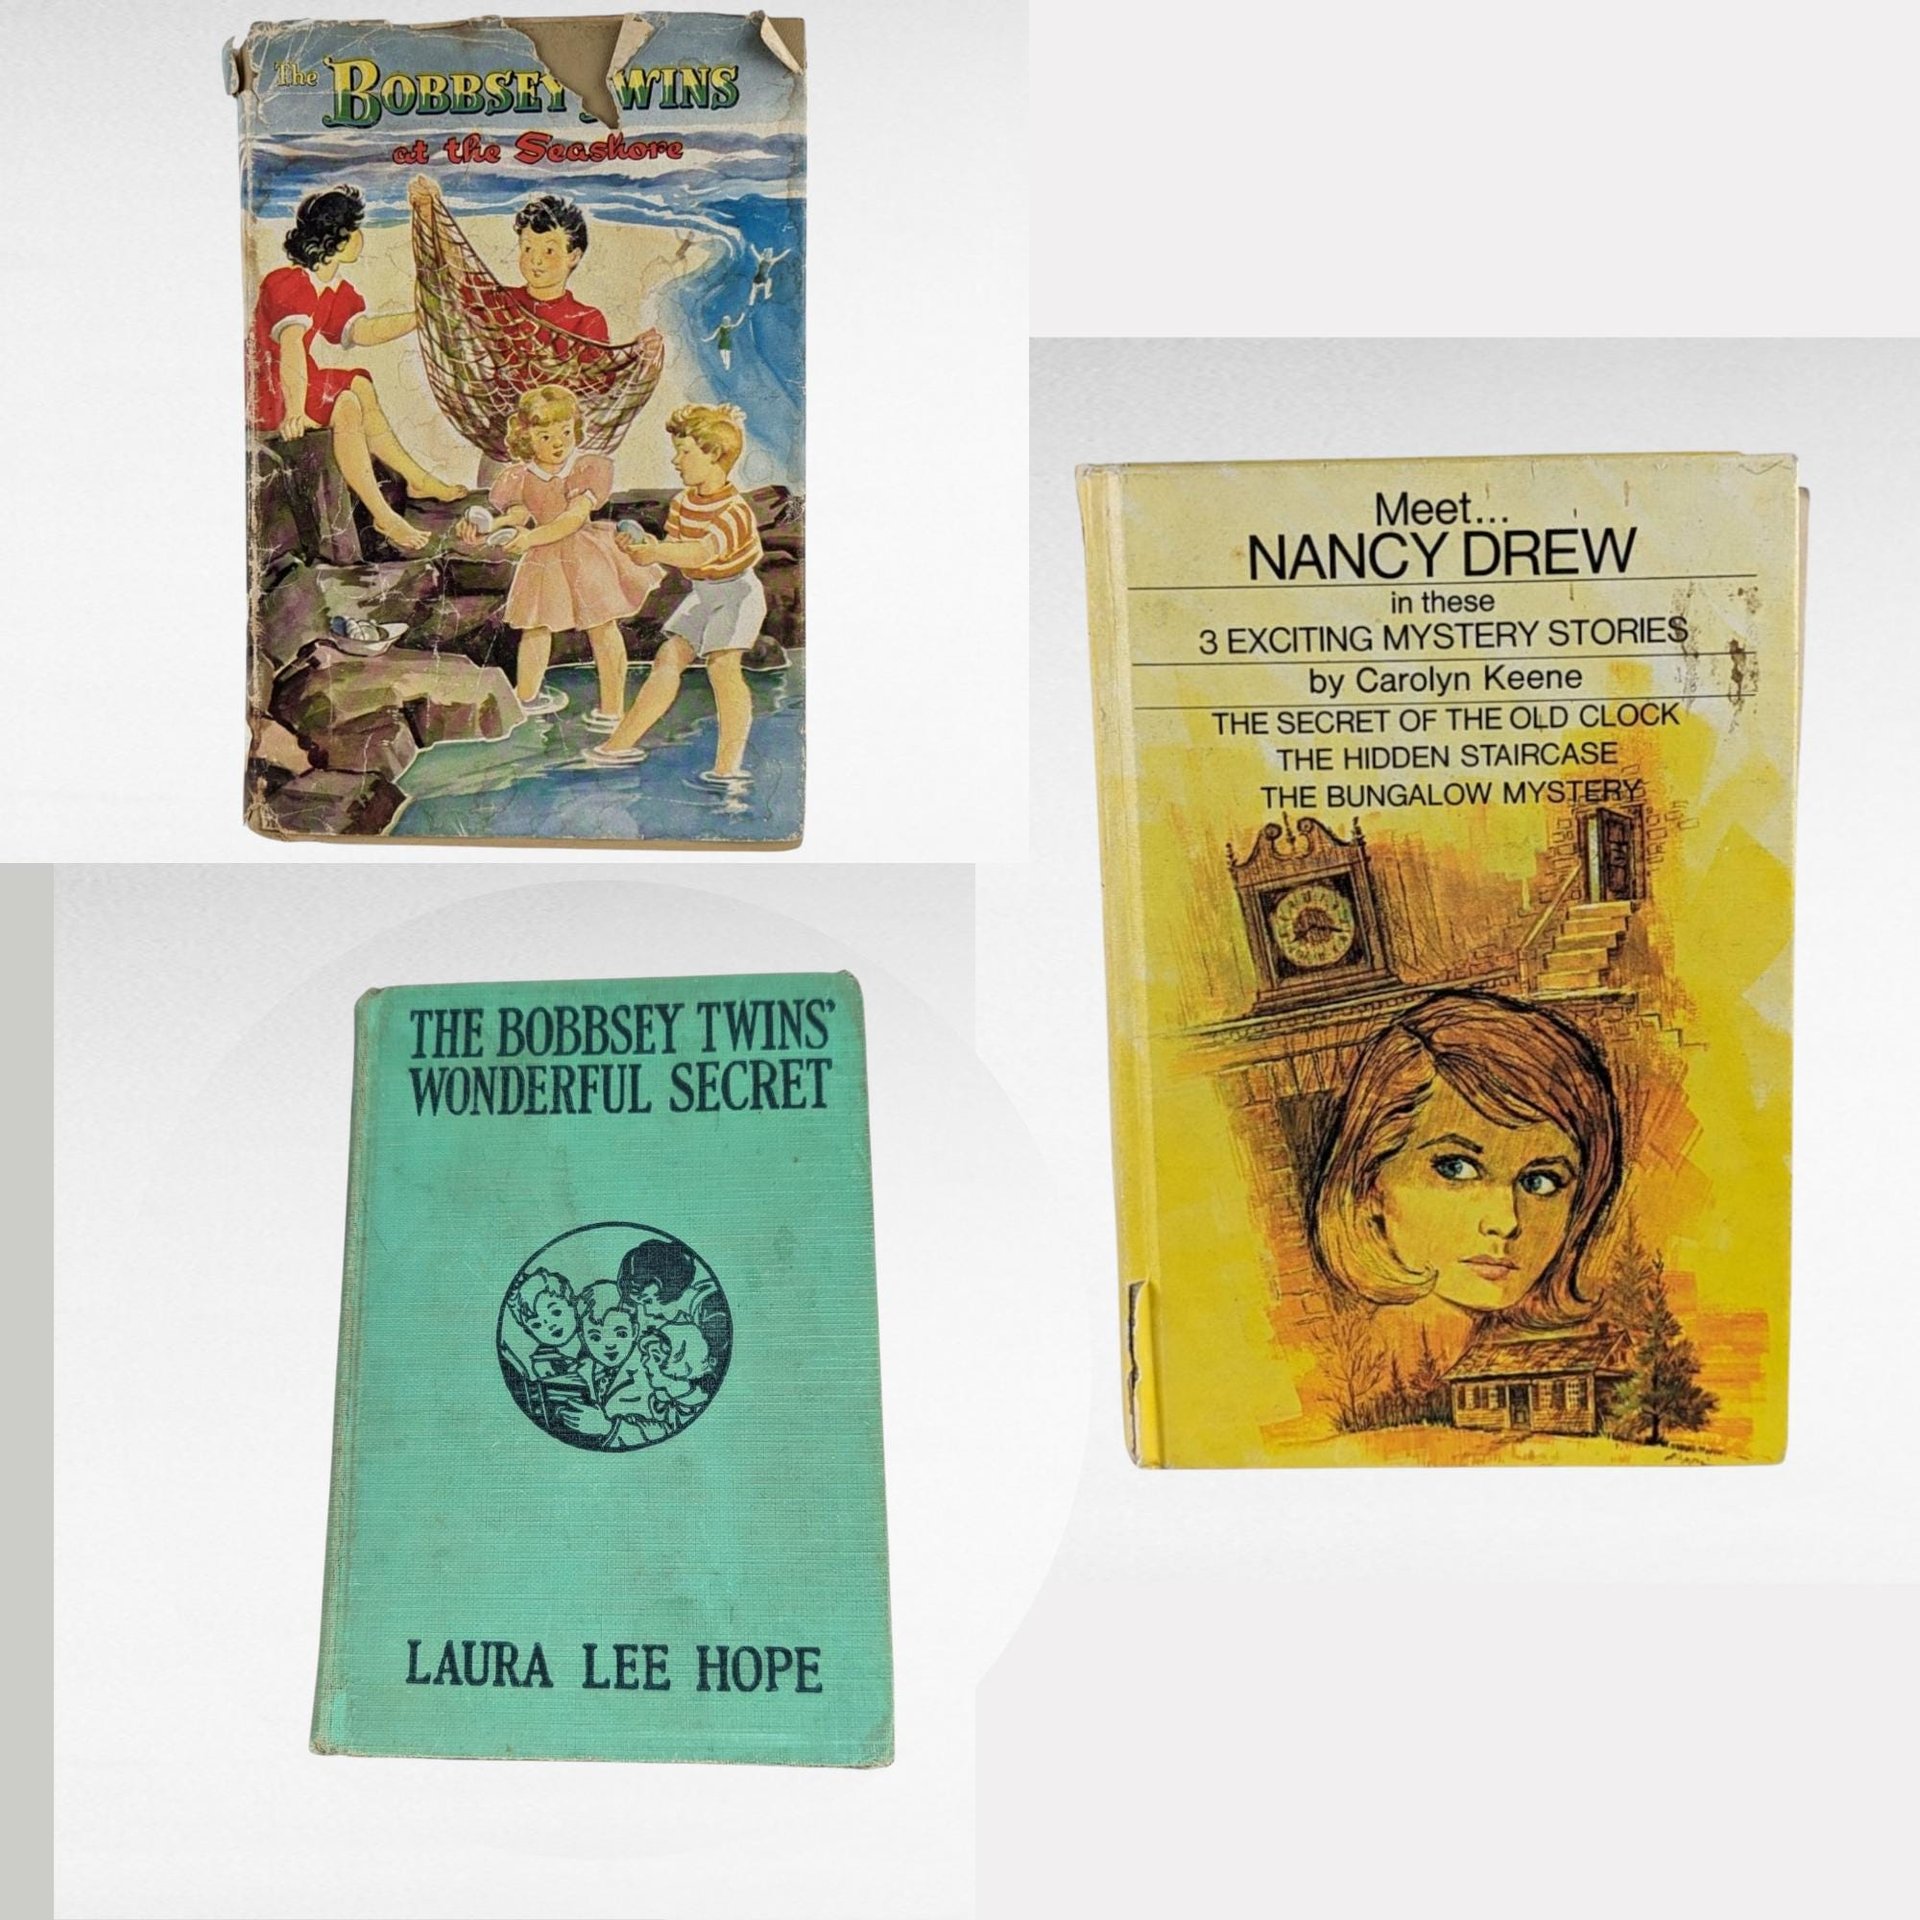 The BOBBSEY TWINS
at the Seashore
Meet...
NANCY DREW
in these
3 EXCITING MYSTERY STORIES
by Carolyn Keene
THE SECRET OF THE OLD CLOCK
THE HIDDEN STAIRCASE
THE BUNGALOW MYSTERY
THE BOBBSEY TWINS'
WONDERFUL SECRET
LAURA LEE HOPE